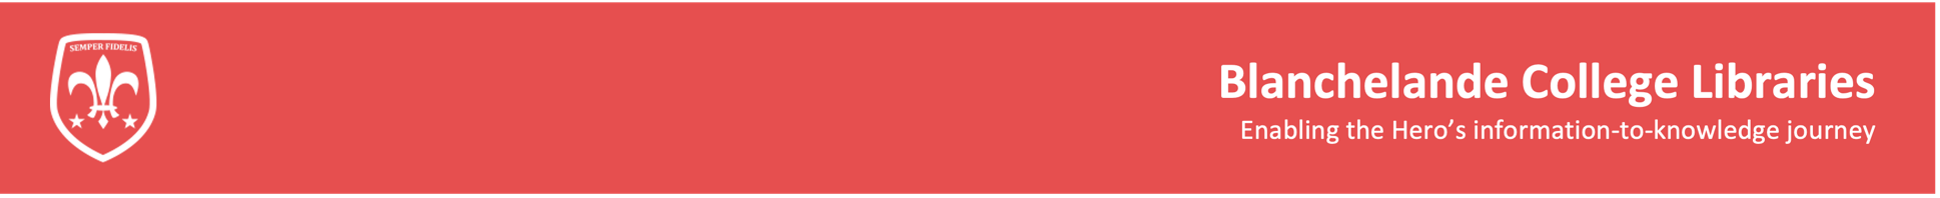 SEMPER FIDELIS
Blanchelande College Libraries
Enabling the Hero’s information-to-knowledge journey